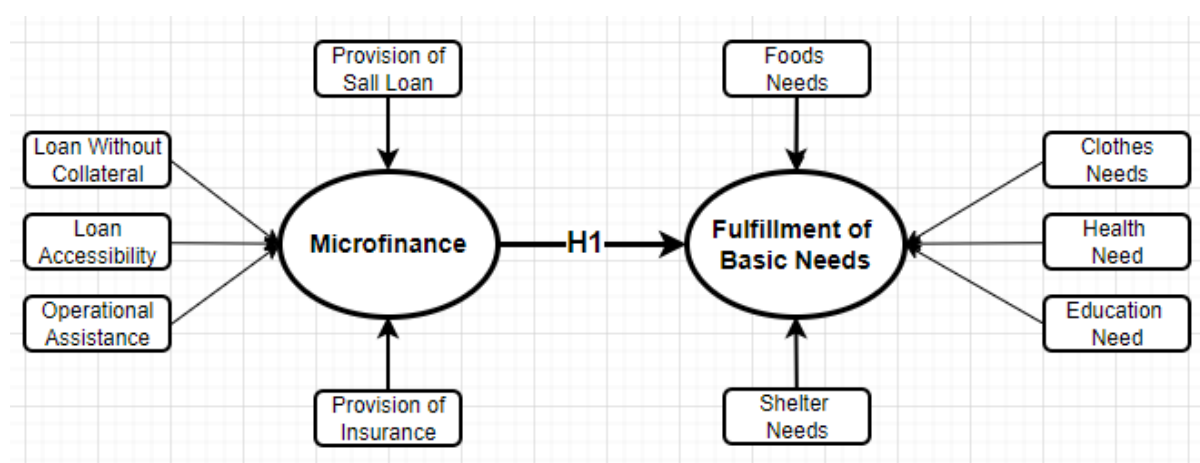 Provision of
Sall Loan
Foods
Needs
Loan Without
Collateral
Clothes
Needs
Loan
Accessibility
Microfinance
H1
Fulfillment of
Basic Needs
Health
Need
Operational
Assistance
Education
Need
Provision of
Insurance
Shelter
Needs